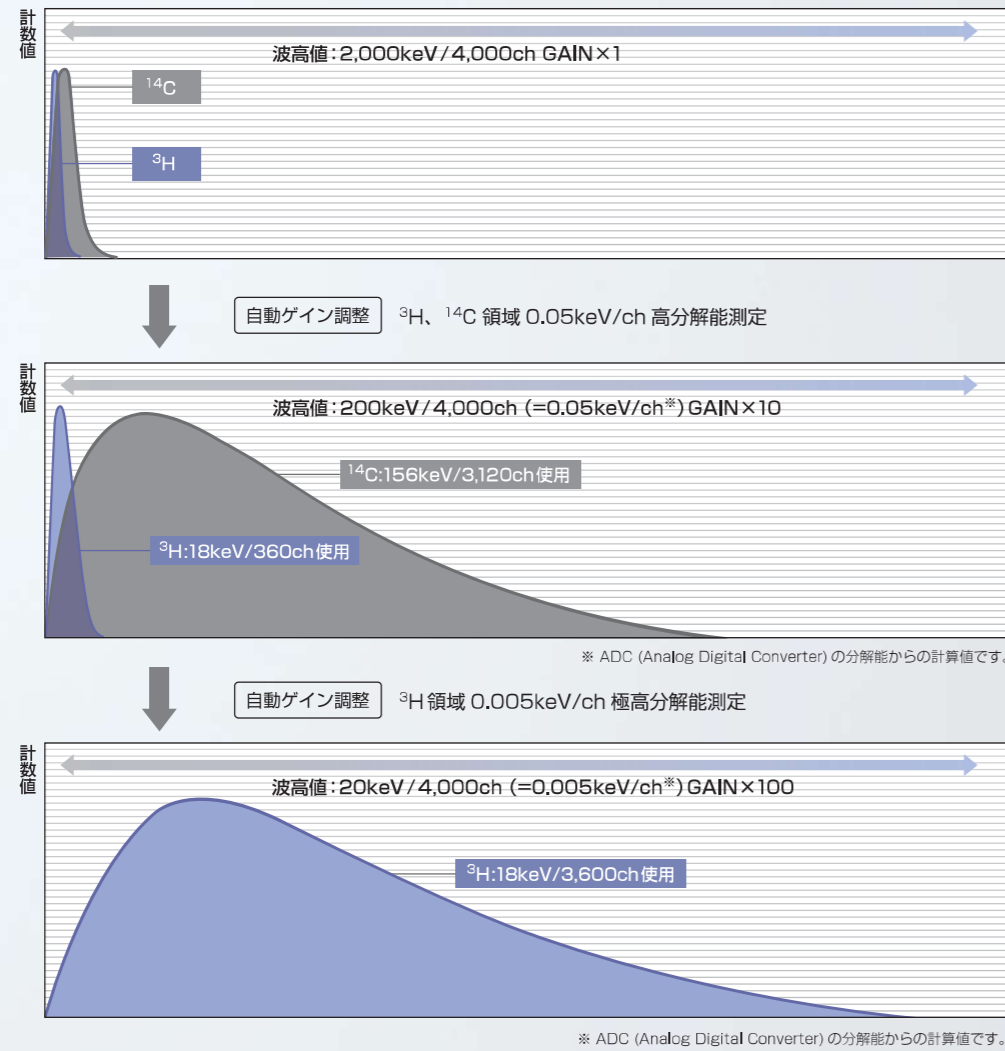 計数値
波高値：2,000keV/4,000ch GAIN×1
¹⁴C
³H
自動ゲイン調整 ³H、¹⁴C 領域 0.05keV/ch 高分解能測定
計数値
波高値：200keV/4,000ch (=0.05keV/ch※) GAIN×10
¹⁴C:156keV/3,120ch使用
³H:18keV/360ch使用
※ ADC (Analog Digital Converter) の分解能からの計算値です。
自動ゲイン調整 ³H 領域 0.005keV/ch 極高分解能測定
計数値
波高値：20keV/4,000ch (=0.005keV/ch※) GAIN×100
³H:18keV/3,600ch使用
※ ADC (Analog Digital Converter) の分解能からの計算値です。